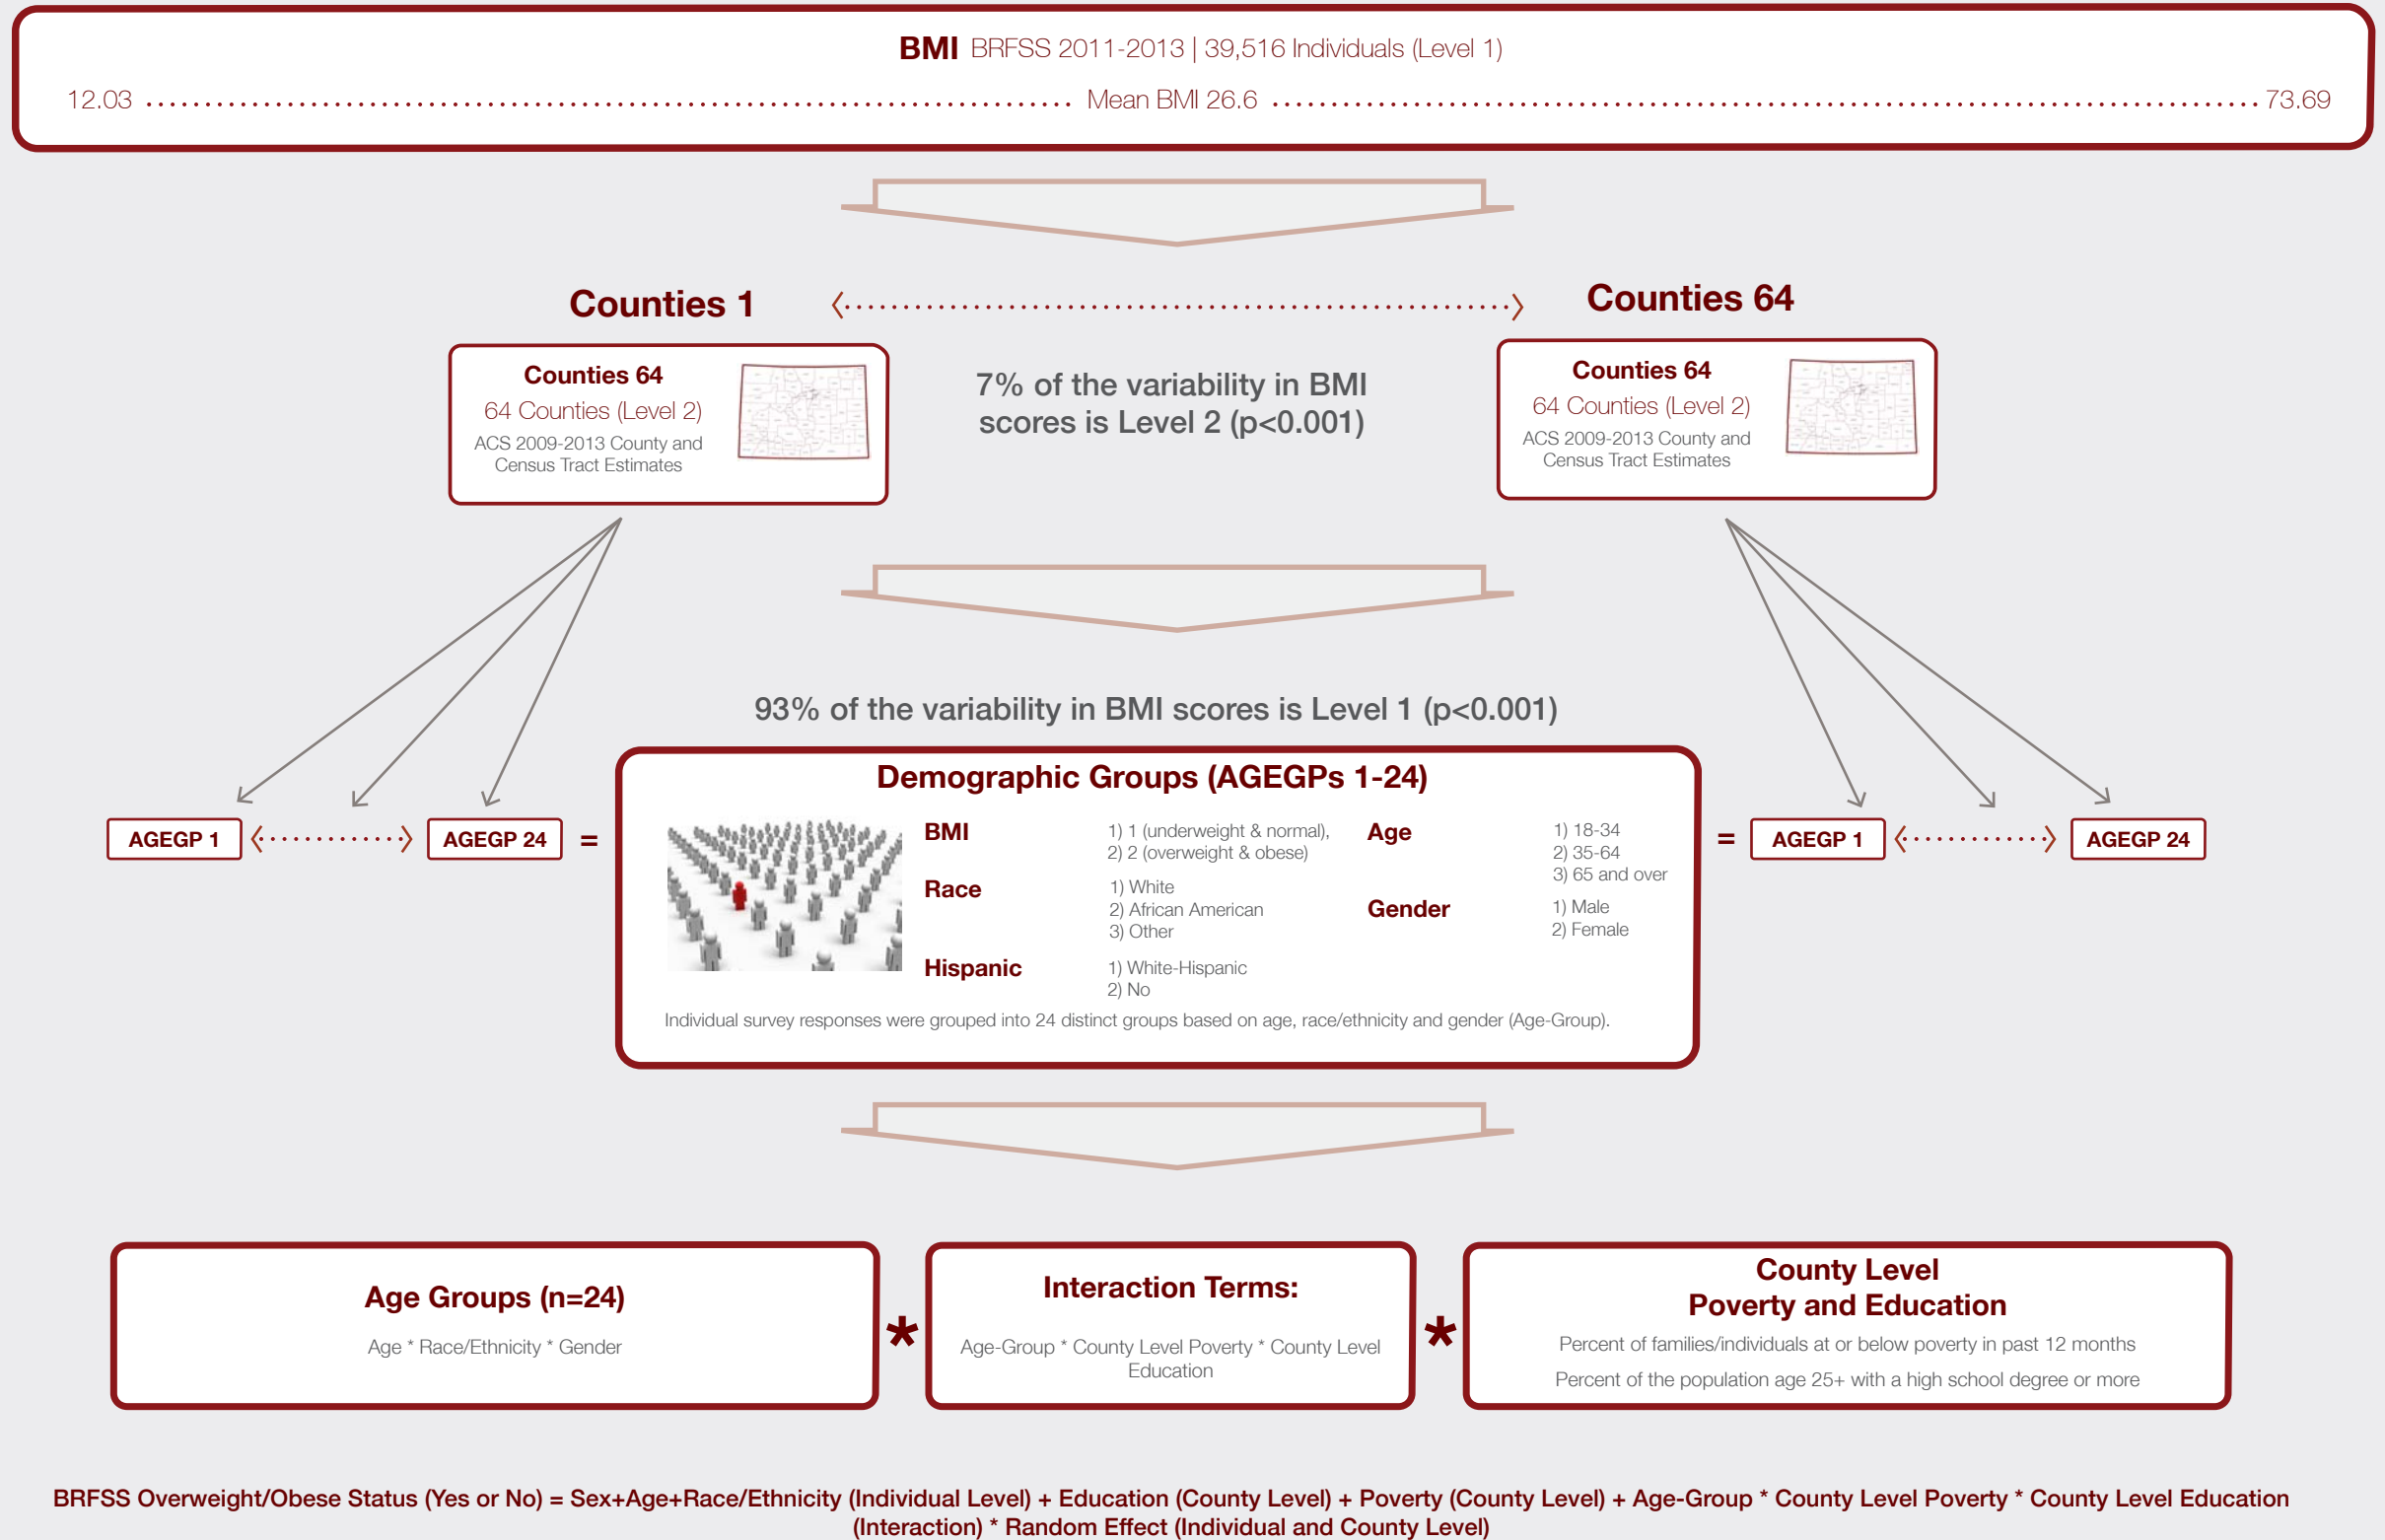 BMI BRFSS 2011-2013 | 39,516 Individuals (Level 1)
12.03 Mean BMI 26.6 73.69
Counties 1
Counties 64
Counties 64
64 Counties (Level 2)
ACS 2009-2013 County and
Census Tract Estimates
7% of the variability in BMI
scores is Level 2 (p<0.001)
Counties 64
64 Counties (Level 2)
ACS 2009-2013 County and
Census Tract Estimates
93% of the variability in BMI scores is Level 1 (p<0.001)
AGEGP 1
AGEGP 24
=
Demographic Groups (AGEGPs 1-24)
BMI
1) 1 (underweight & normal),
2) 2 (overweight & obese)
Race
1) White
2) African American
3) Other
Hispanic
1) White-Hispanic
2) No
Age
1) 18-34
2) 35-64
3) 65 and over
Gender
1) Male
2) Female
Individual survey responses were grouped into 24 distinct groups based on age, race/ethnicity and gender (Age-Group).
=
AGEGP 1
AGEGP 24
Age Groups (n=24)
Age * Race/Ethnicity * Gender
*
Interaction Terms:
Age-Group * County Level Poverty * County Level
Education
*
County Level
Poverty and Education
Percent of families/individuals at or below poverty in past 12 months
Percent of the population age 25+ with a high school degree or more
BRFSS Overweight/Obese Status (Yes or No) = Sex+Age+Race/Ethnicity (Individual Level) + Education (County Level) + Poverty (County Level) + Age-Group * County Level Poverty * County Level Education
(Interaction) * Random Effect (Individual and County Level)